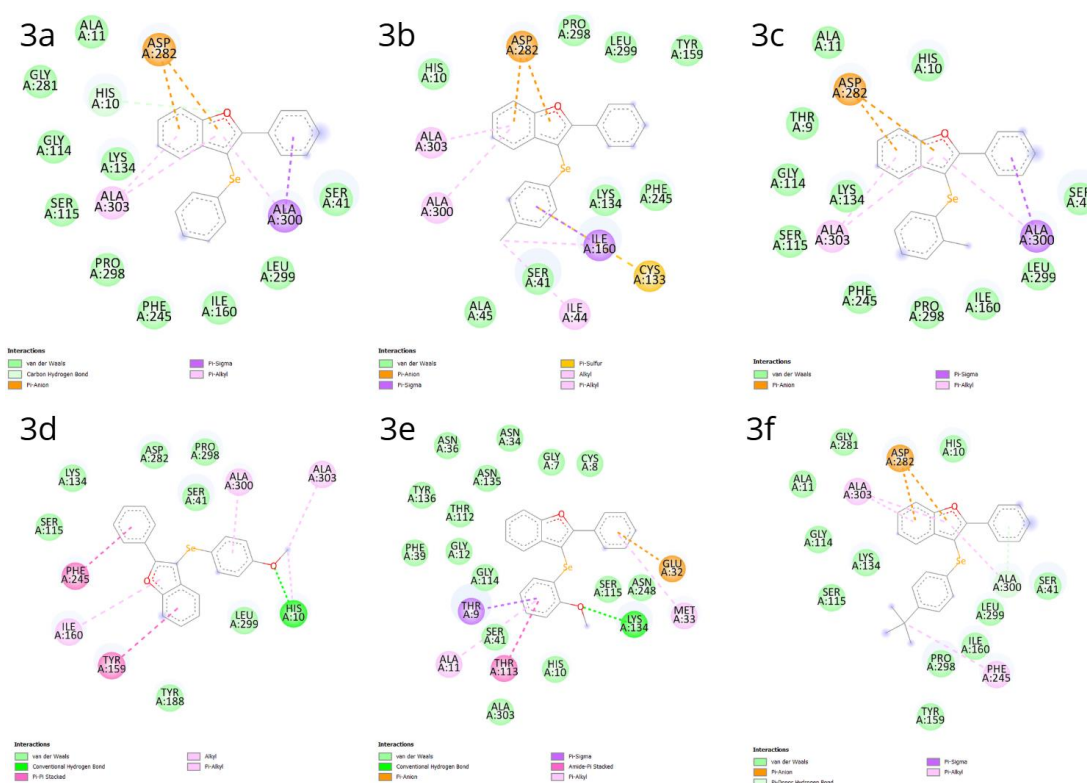 3a
ALA
A:11
ASP
A:282
GLY
A:281
HIS
A:10
O
GLY
A:114
LYS
A:134
Se
SER
A:115
ALA
A:303
ALA
A:300
SER
A:41
PRO
A:298
LEU
A:299
PHE
A:245
ILE
A:160
Interactions
van der Waals
Carbon Hydrogen Bond
Pi-Anion
Pi-Sigma
Pi-Alkyl
3b
ASP
A:282
PRO
A:298
LEU
A:299
TYR
A:159
HIS
A:10
O
ALA
A:303
Se
LYS
A:134
PHE
A:245
ALA
A:300
ILE
A:160
SER
A:41
CYS
A:133
ALA
A:45
ILE
A:44
Interactions
van der Waals
Pi-Anion
Pi-Sigma
Pi-Sulfur
Alkyl
Pi-Alkyl
3c
ALA
A:11
HIS
A:10
ASP
A:282
THR
A:9
O
GLY
A:114
LYS
A:134
Se
SER
A:4
SER
A:115
ALA
A:303
ALA
A:300
LEU
A:299
PHE
A:245
PRO
A:298
ILE
A:160
Interactions
van der Waals
Pi-Anion
Pi-Sigma
Pi-Alkyl
3d
ASP
A:282
PRO
A:298
LYS
A:134
SER
A:41
ALA
A:300
ALA
A:303
SER
A:115
Se
O
PHE
A:245
O
ILE
A:160
LEU
A:299
HIS
A:10
TYR
A:159
TYR
A:188
Interactions
van der Waals
Conventional Hydrogen Bond
Pi-Pi Stacked
Alkyl
Pi-Alkyl
3e
ASN
A:36
ASN
A:34
GLY
A:7
CYS
A:8
ASN
A:135
TYR
A:136
THR
A:112
O
PHE
A:39
GLY
A:12
GLY
A:114
Se
GLU
A:32
SER
A:115
ASN
A:248
THR
A:9
O
MET
A:33
SER
A:41
LYS
A:134
ALA
A:11
THR
A:113
HIS
A:10
ALA
A:303
Interactions
van der Waals
Conventional Hydrogen Bond
Pi-Anion
Pi-Sigma
Amide-Pi Stacked
Pi-Alkyl
3f
GLY
A:281
ASP
A:282
HIS
A:10
ALA
A:11
ALA
A:303
O
GLY
A:114
LYS
A:134
Se
ALA
A:300
SER
A:41
SER
A:115
LEU
A:299
ILE
A:160
PRO
A:298
PHE
A:245
TYR
A:159
Interactions
van der Waals
Pi-Anion
Pi-Donor Hydrogen Bond
Pi-Sigma
Pi-Alkyl